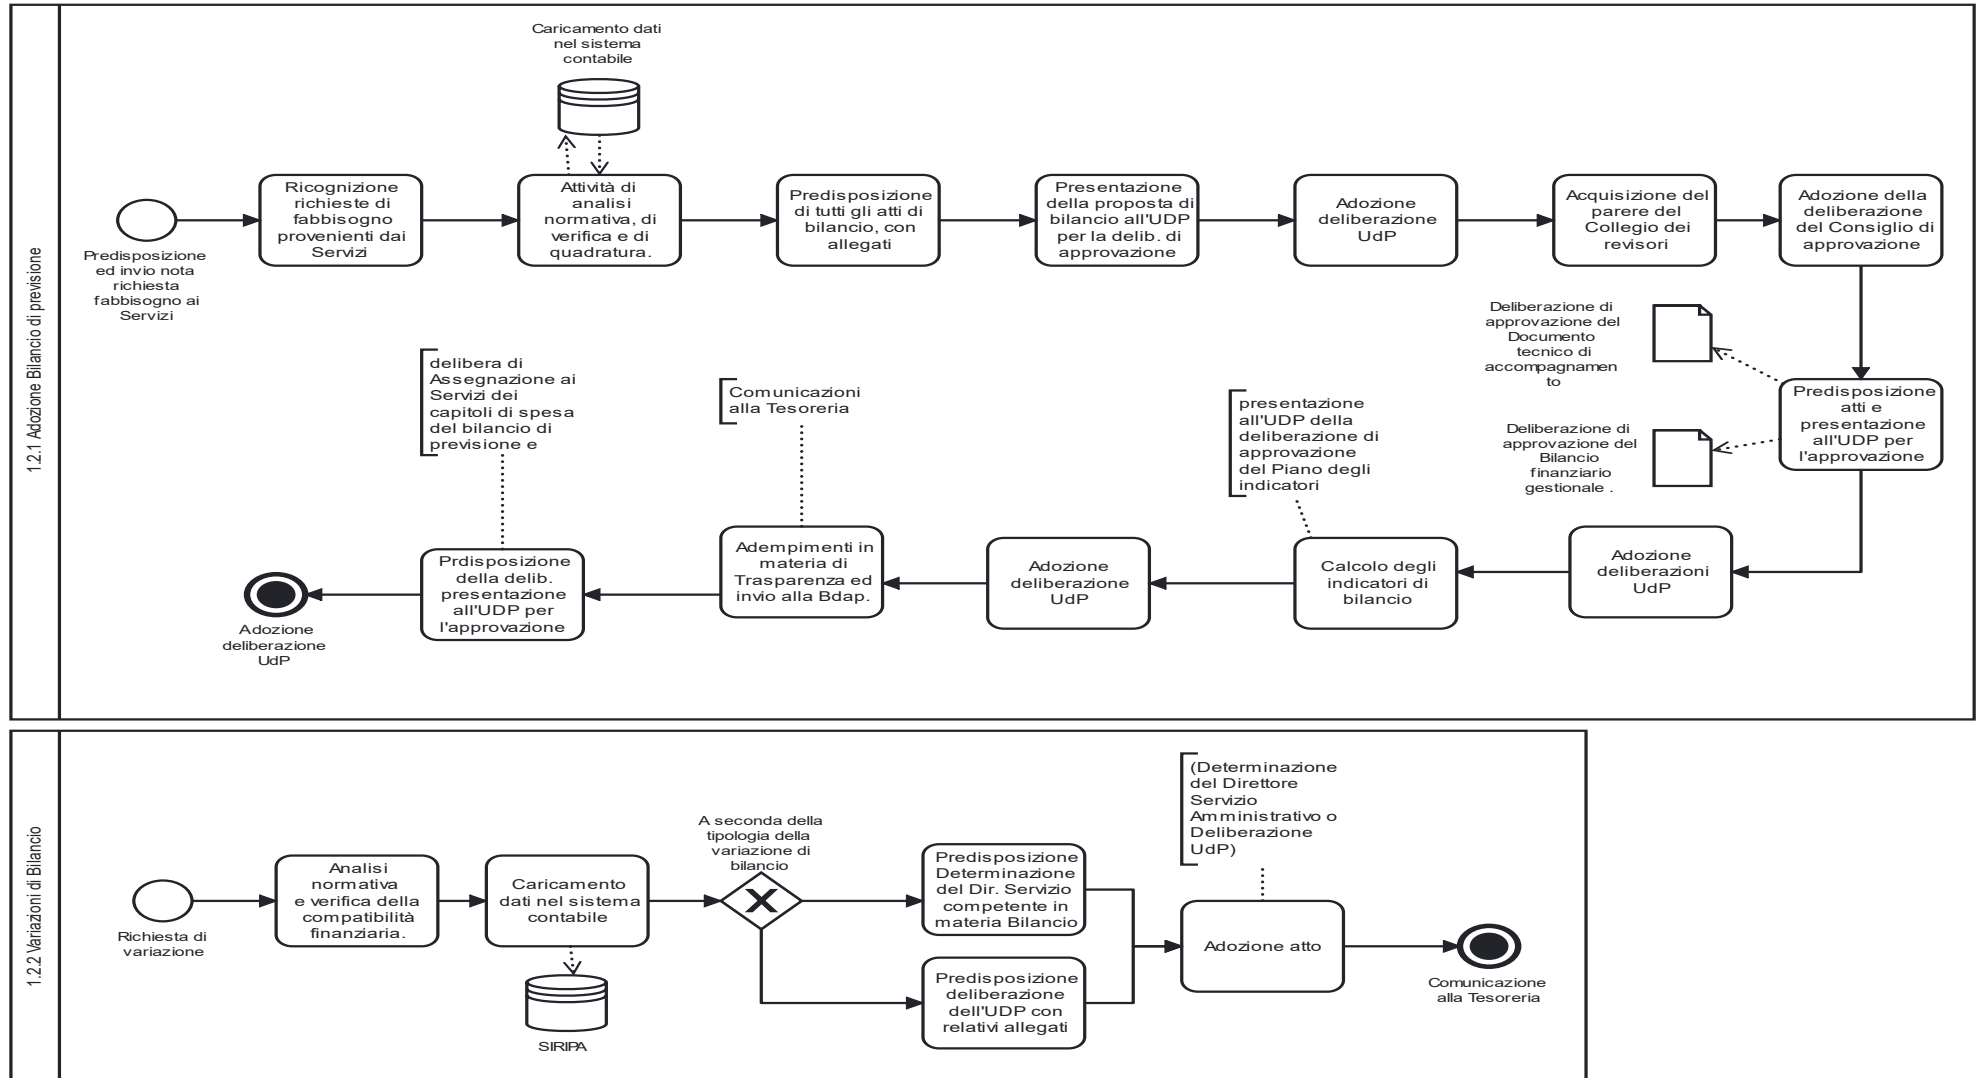 1.2.1 Adozione Bilancio di previsione
Caricamento dati
nel sistema
contabile
Predisposizione
ed invio nota
richiesta
fabbisogno ai
Servizi
Ricognizione
richieste di
fabbisogno
provenienti dai
Servizi
Attività di
analisi
normativa, di
verifica e di
quadratura.
Predisposizione
di tutti gli atti di
bilancio, con
allegati
Presentazione
della proposta di
bilancio all'UDP
per la delib. di
approvazione
Adozione
deliberazione
UdP
Acquisizione del
parere del
Collegio dei
revisori
Adozione della
deliberazione
del Consiglio di
approvazione
Deliberazione di
approvazione del
Documento
tecnico di
accompagnamen
to
Deliberazione di
approvazione del
Bilancio
finanziario
gestionale .
Predisposizione
atti e
presentazione
all'UDP per
l'approvazione
Adozione
deliberazioni
UdP
presentazione
all'UDP della
deliberazione di
approvazione
del Piano degli
indicatori
Calcolo degli
indicatori di
bilancio
Adozione
deliberazione
UdP
Comunicazioni
alla Tesoreria
Adempimenti in
materia di
Trasparenza ed
invio alla Bdap.
delibera di
Assegnazione ai
Servizi dei
capitoli di spesa
del bilancio di
previsione e
Prdisposizione
della delib.
presentazione
all'UDP per
l'approvazione
Adozione
deliberazione
UdP
1.2.2 Variazioni di Bilancio
Richiesta di
variazione
Analisi
normativa
e verifica della
compatibilità
finanziaria.
Caricamento
dati nel sistema
contabile
SIRIPA
A seconda della
tipologia della
variazione di
bilancio
Predisposizione
Determinazione
del Dir. Servizio
competente in
materia Bilancio
Predisposizione
deliberazione
dell'UDP con
relativi allegati
(Determinazione
del Direttore
Servizio
Amministrativo o
Deliberazione
UdP)
Adozione atto
Comunicazione
alla Tesoreria